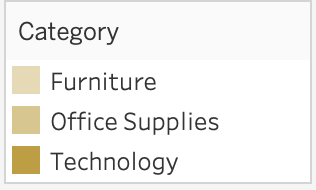 Category
Furniture
Office Supplies
Technology